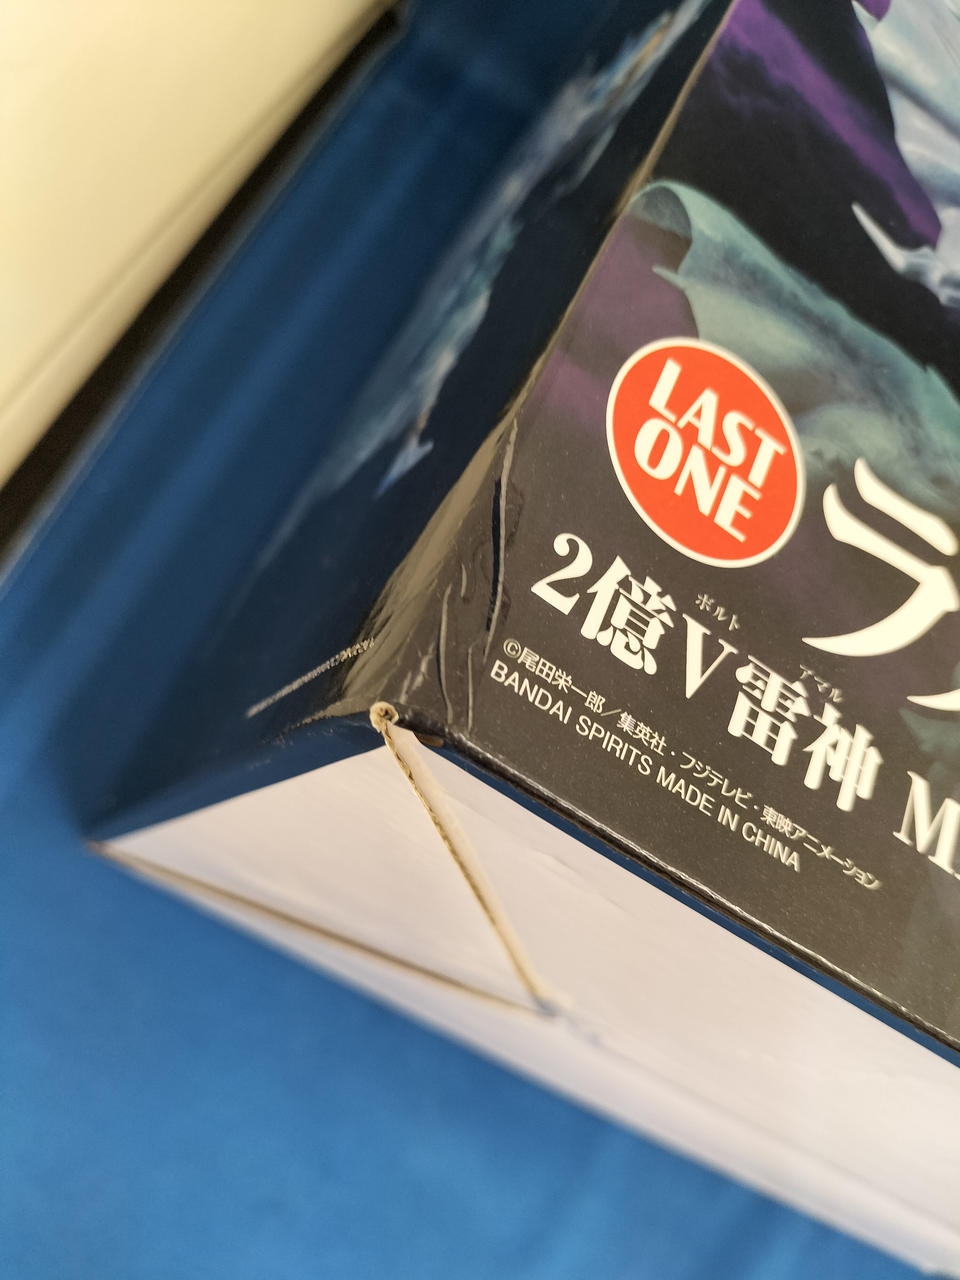 LAST
ONE
ラ
ボルト
アマル
2億V雷神 M
©尾田栄一郎／集英社・フジテレビ・東映アニメーション
BANDAI SPIRITS MADE IN CHINA